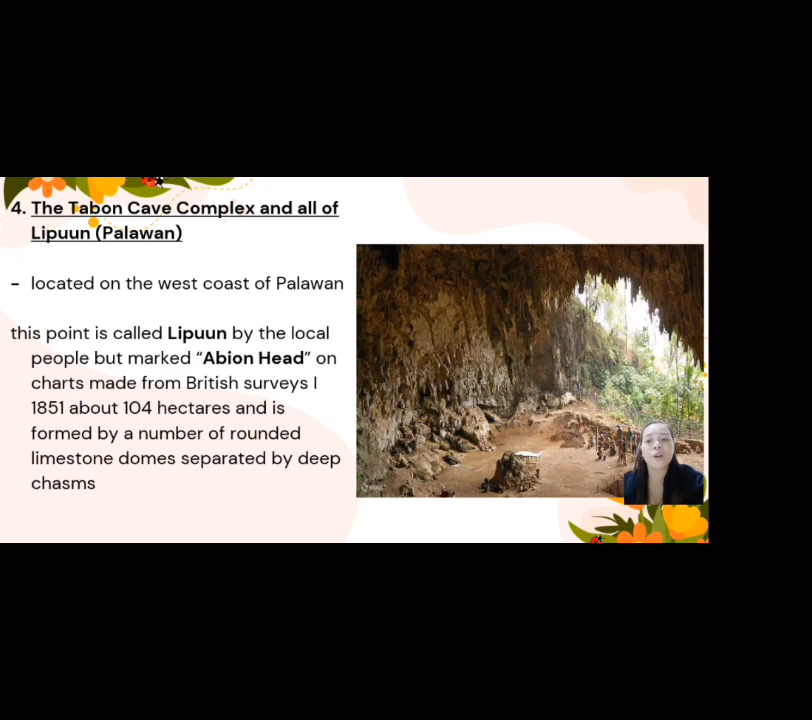 4. The Tabon Cave Complex and all of
Lipuun (Palawan)
- located on the west coast of Palawan
this point is called Lipuun by the local
people but marked “Abion Head” on
charts made from British surveys I
1851 about 104 hectares and is
formed by a number of rounded
limestone domes separated by deep
chasms